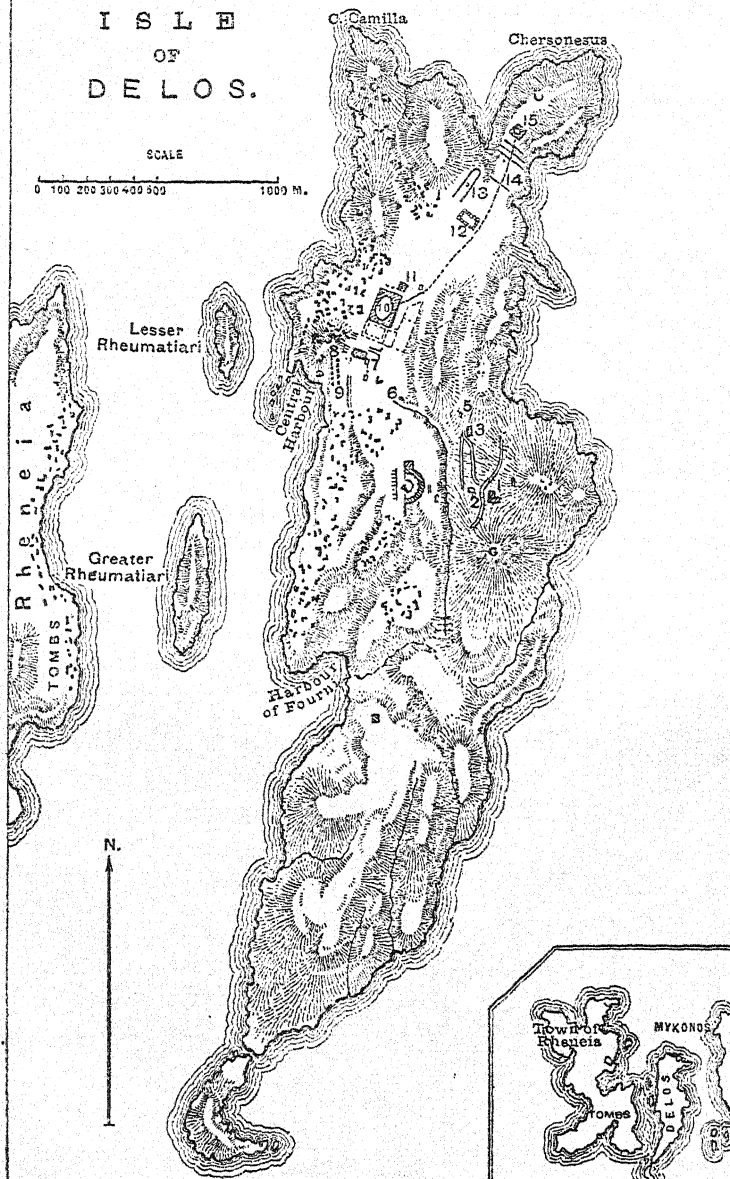 ISLE
OF
DELOS.
SCALE
0 100 200 300 400 500 1000 M.
C. Camilla
Chersonesus
15
14
13
12
11
10
Lesser
Rheumatiari
Central
Harbour
8
7
9
6
5
3
4
1
2
G
Rheneia
TOMBS
Greater
Rheumatiari
Harbour
of Fourni
N.
Town of
Rheneia
MYKONOS
TOMBS
DELOS